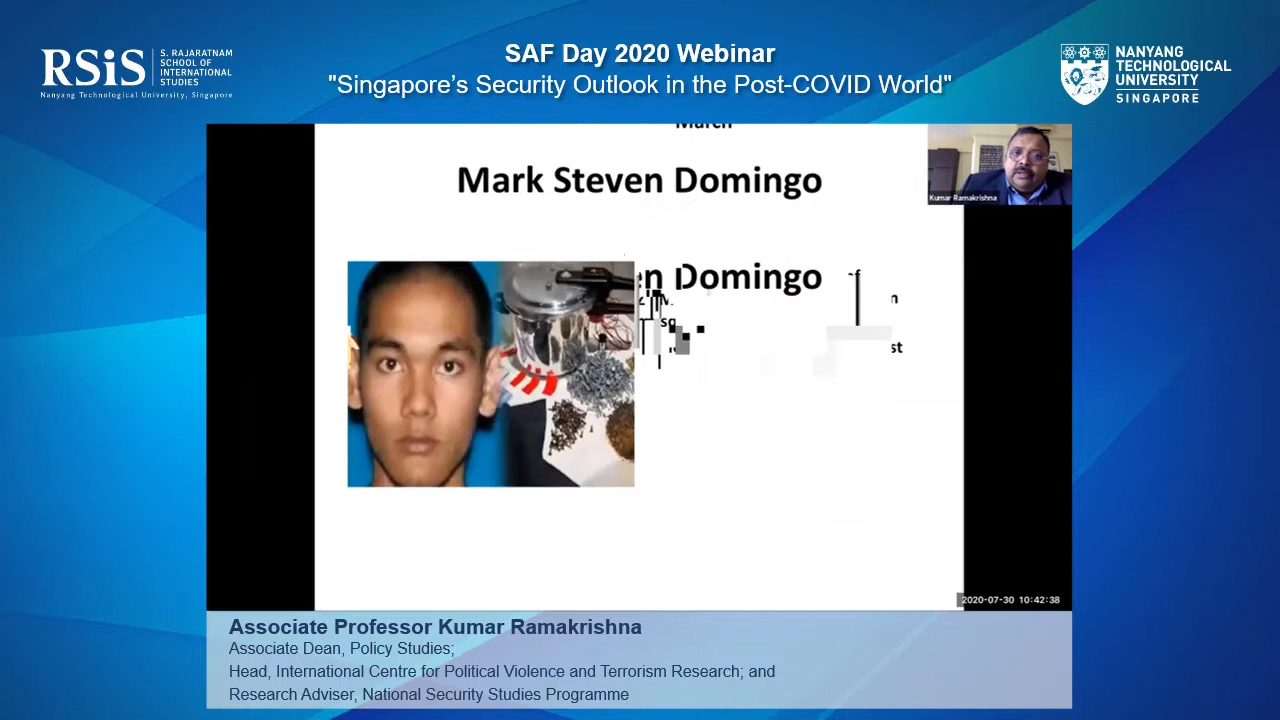 RSiS
S. RAJARATNAM
SCHOOL OF
INTERNATIONAL
STUDIES
Nanyang Technological University, Singapore
SAF Day 2020 Webinar
"Singapore's Security Outlook in the Post-COVID World"
NANYANG
TECHNOLOGICAL
UNIVERSITY
SINGAPORE
March
Mark Steven Domingo
Domingo
Kumar Ramakrishna
2020-07-30 10:42:38
Associate Professor Kumar Ramakrishna
Associate Dean, Policy Studies;
Head, International Centre for Political Violence and Terrorism Research; and
Research Adviser, National Security Studies Programme